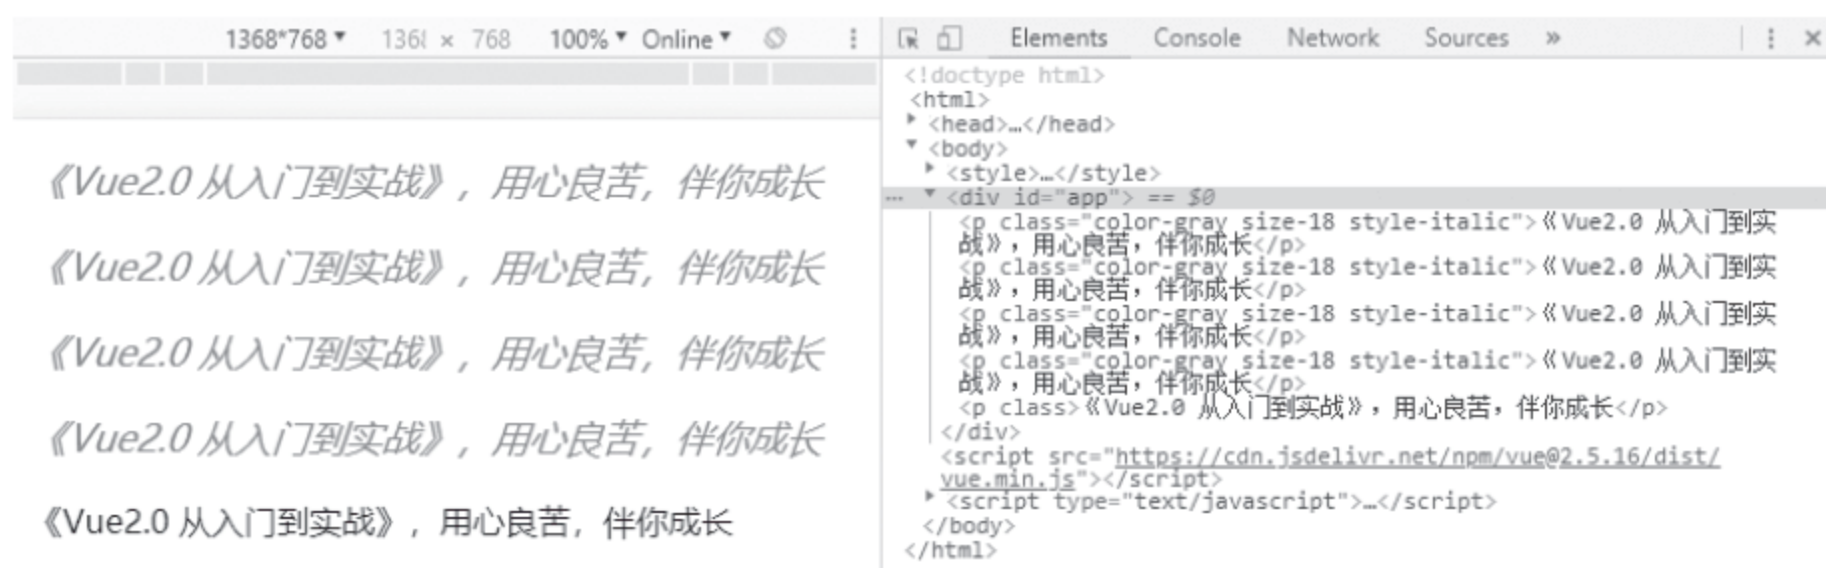 1368*768 ▼ 1368 × 768 100% ▼ Online ▼
《Vue2.0 从入门到实战》，用心良苦，伴你成长
《Vue2.0 从入门到实战》，用心良苦，伴你成长
《Vue2.0 从入门到实战》，用心良苦，伴你成长
《Vue2.0 从入门到实战》，用心良苦，伴你成长
《Vue2.0 从入门到实战》，用心良苦，伴你成长
Elements Console Network Sources »
<!doctype html>
<html>
<head>…</head>
<body>
<style>…</style>
<div id="app"> == $0
<p class="color-gray size-18 style-italic">《Vue2.0 从入门到实
战》，用心良苦，伴你成长</p>
<p class="color-gray size-18 style-italic">《Vue2.0 从入门到实
战》，用心良苦，伴你成长</p>
<p class="color-gray size-18 style-italic">《Vue2.0 从入门到实
战》，用心良苦，伴你成长</p>
<p class="color-gray size-18 style-italic">《Vue2.0 从入门到实
战》，用心良苦，伴你成长</p>
<p class>《Vue2.0 从入门到实战》，用心良苦，伴你成长</p>
</div>
<script src="https://cdn.jsdelivr.net/npm/vue@2.5.16/dist/
vue.min.js"></script>
<script type="text/javascript">…</script>
</body>
</html>